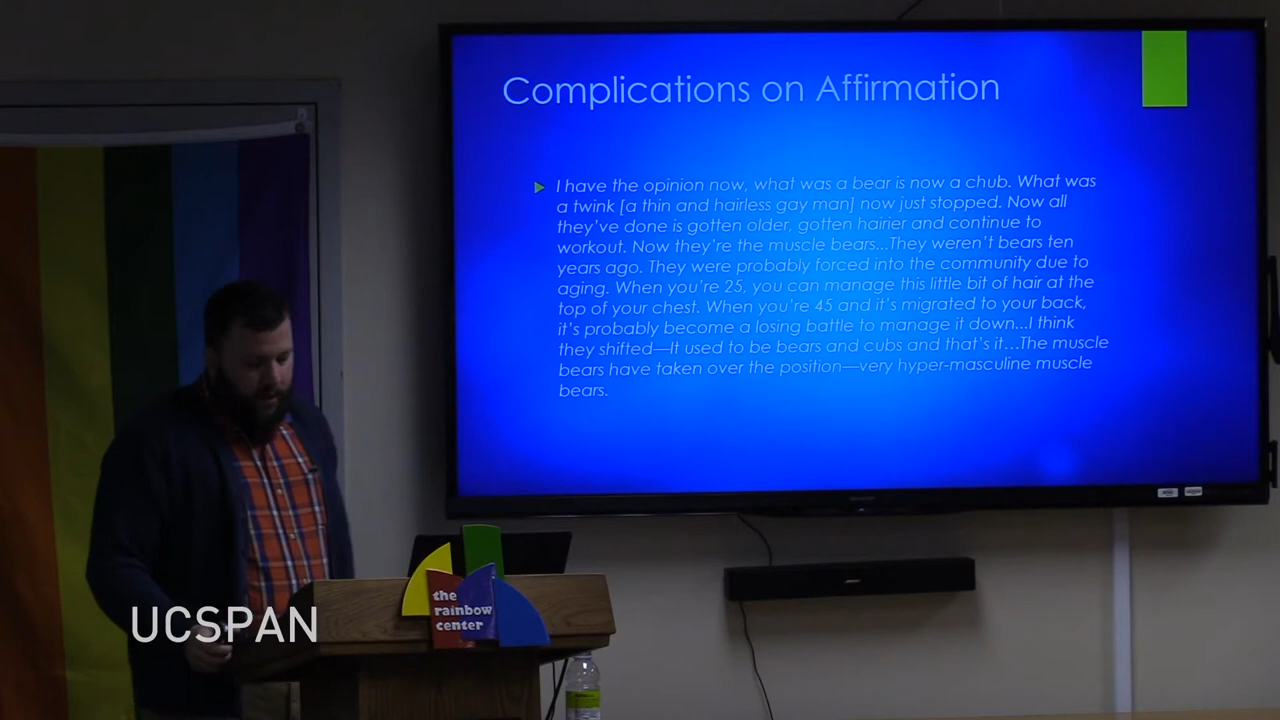 Complications on Affirmation
I have the opinion now, what was a bear is now a chub. What was
a twink [a thin and hairless gay man] now just stopped. Now all
they've done is gotten older, gotten hairier and continue to
workout. Now they're the muscle bears...They weren't bears ten
years ago. They were probably forced into the community due to
aging. When you're 25, you can manage this little bit of hair at the
top of your chest. When you're 45 and it's migrated to your back,
it's probably become a losing battle to manage it down...I think
they shifted—It used to be bears and cubs and that's it...The muscle
bears have taken over the position—very hyper-masculine muscle
bears.
the
rainbow
center
UCSPAN